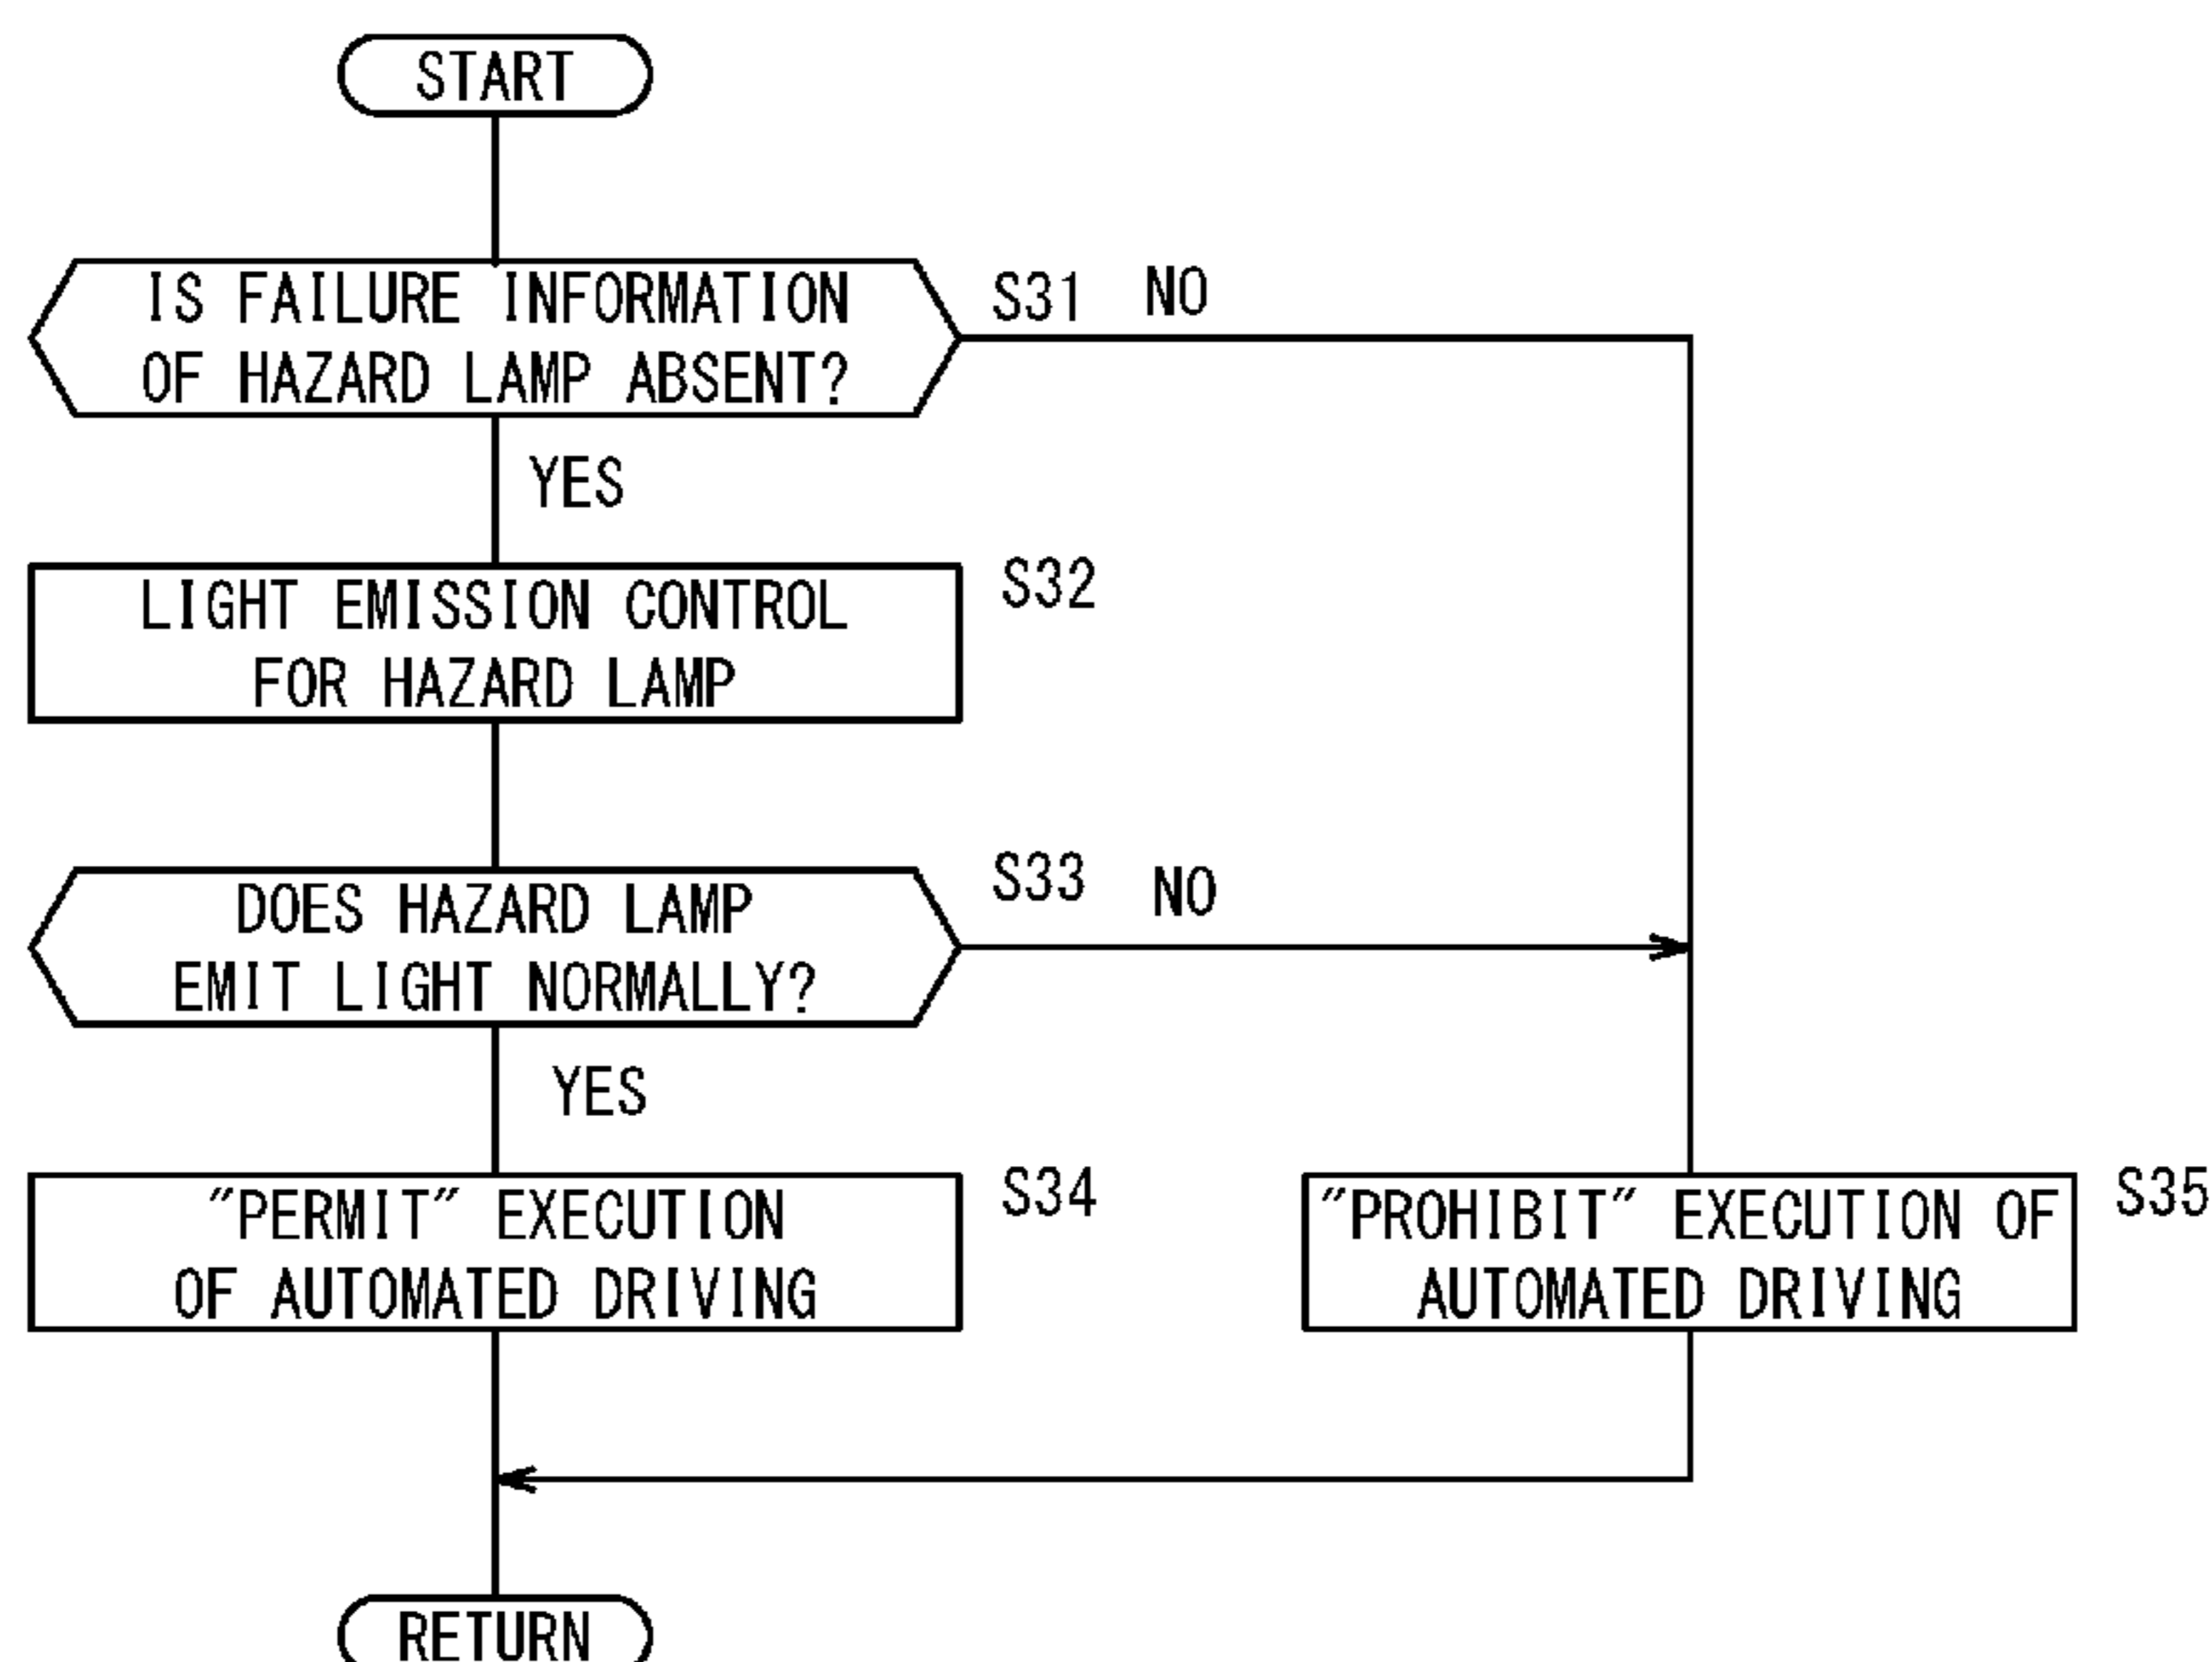 START
IS FAILURE INFORMATION
OF HAZARD LAMP ABSENT?
S31
NO
YES
LIGHT EMISSION CONTROL
FOR HAZARD LAMP
S32
DOES HAZARD LAMP
EMIT LIGHT NORMALLY?
S33
NO
YES
"PERMIT" EXECUTION
OF AUTOMATED DRIVING
S34
"PROHIBIT" EXECUTION OF
AUTOMATED DRIVING
S35
RETURN